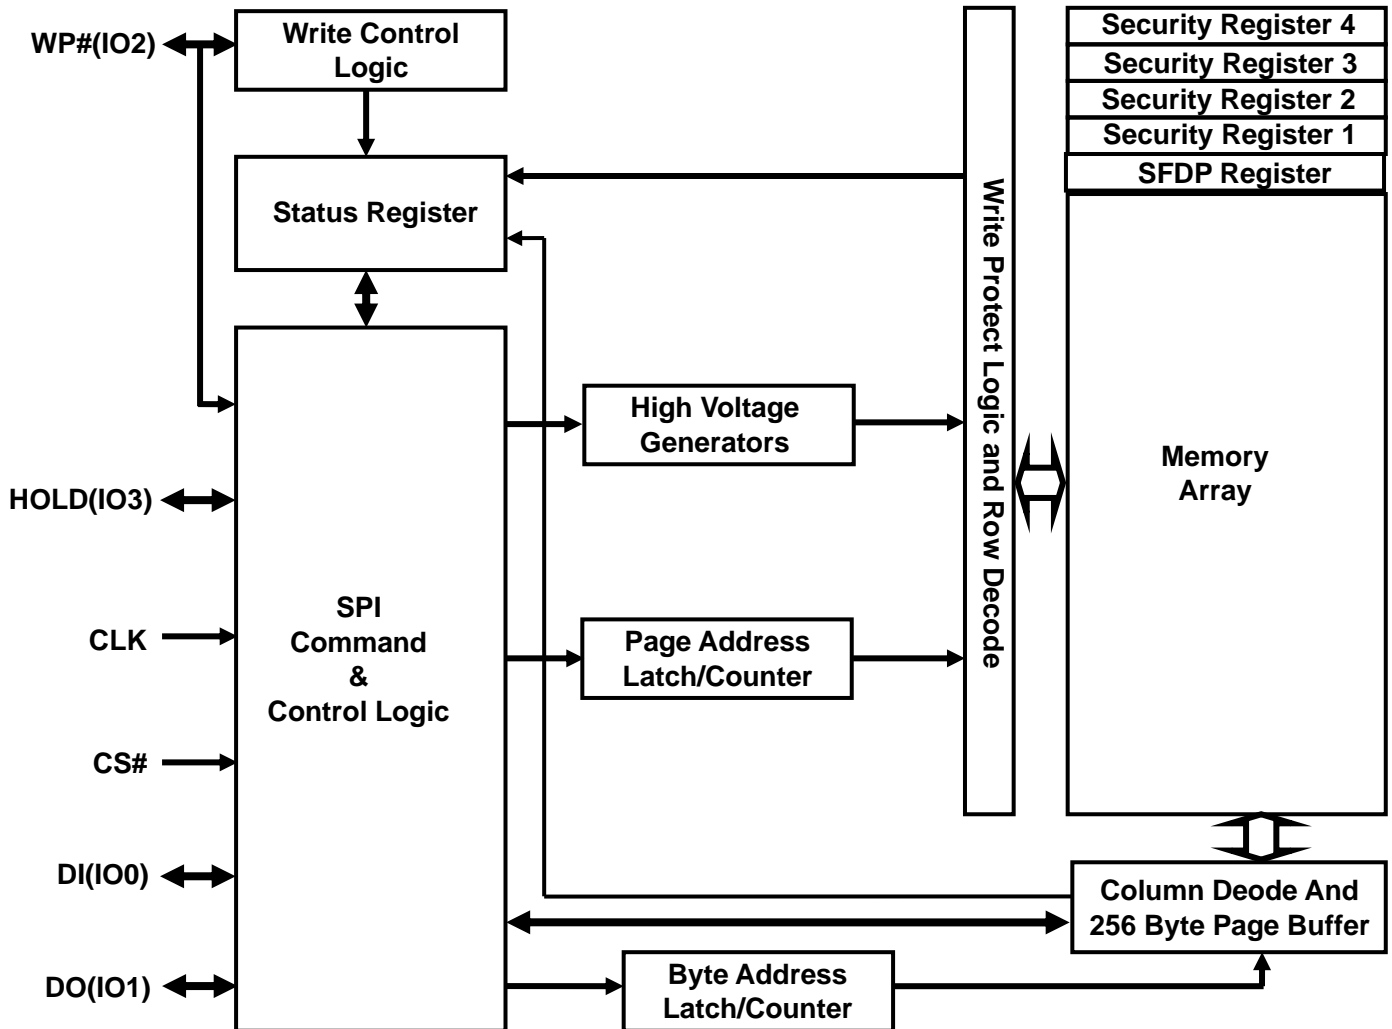 WP#(IO2)
Write Control
Logic
Security Register 4
Security Register 3
Security Register 2
Security Register 1
SFDP Register
Status Register
Write Protect Logic and Row Decode
High Voltage
Generators
Memory
Array
HOLD(IO3)
SPI
Command
&
Control Logic
CLK
Page Address
Latch/Counter
CS#
DI(IO0)
Column Deode And
256 Byte Page Buffer
DO(IO1)
Byte Address
Latch/Counter